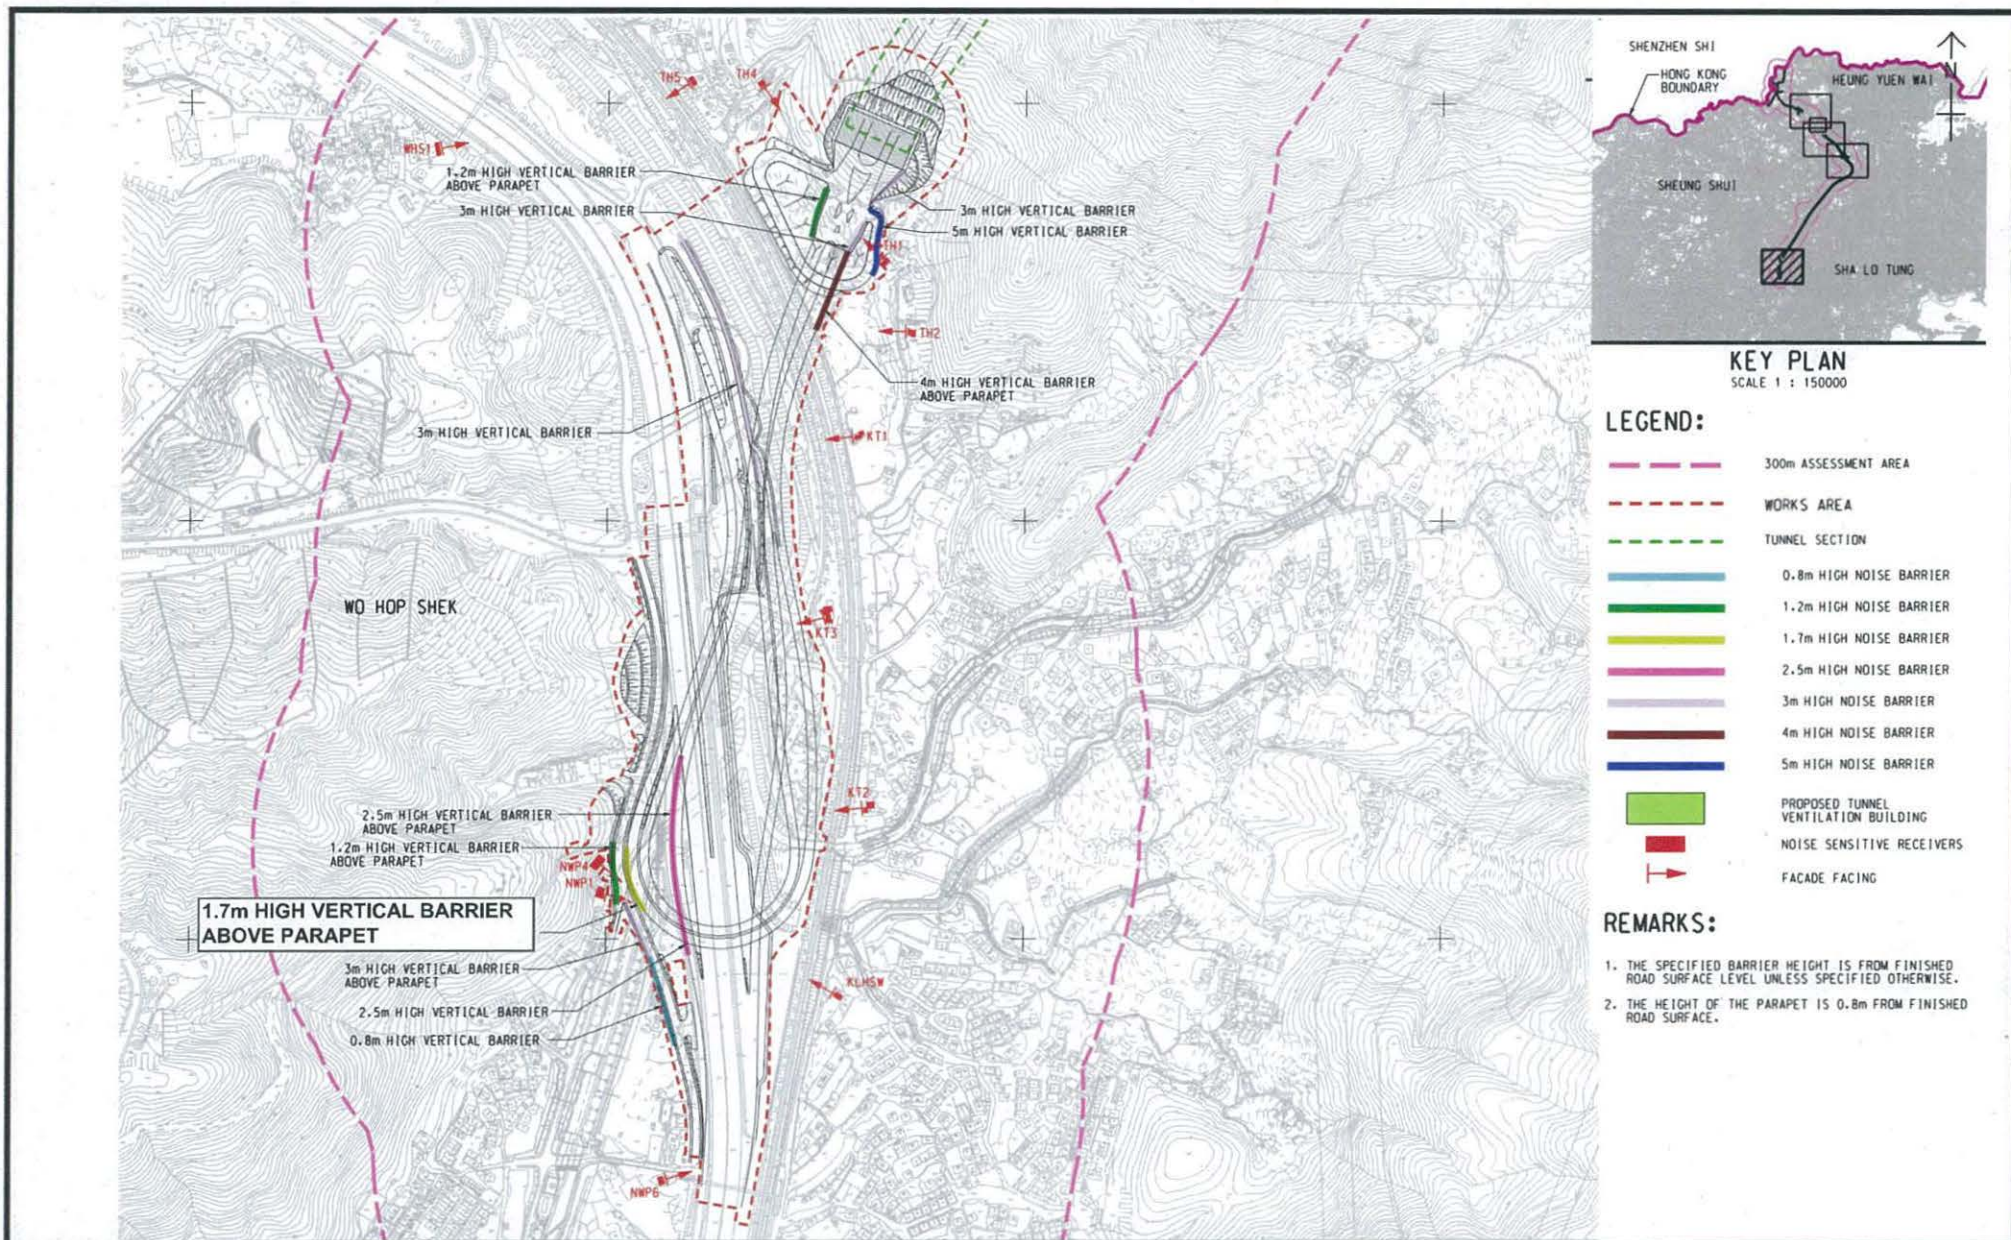 TH5
TH4
WHS1
1.2m HIGH VERTICAL BARRIER
ABOVE PARAPET
3m HIGH VERTICAL BARRIER
3m HIGH VERTICAL BARRIER
5m HIGH VERTICAL BARRIER
TH1
TH2
4m HIGH VERTICAL BARRIER
ABOVE PARAPET
3m HIGH VERTICAL BARRIER
KT1
WO HOP SHEK
KT3
KT2
2.5m HIGH VERTICAL BARRIER
ABOVE PARAPET
1.2m HIGH VERTICAL BARRIER
ABOVE PARAPET
NWP4
NWP1
1.7m HIGH VERTICAL BARRIER
ABOVE PARAPET
3m HIGH VERTICAL BARRIER
ABOVE PARAPET
2.5m HIGH VERTICAL BARRIER
0.8m HIGH VERTICAL BARRIER
KLHSW
NWP6
SHENZHEN SHI
HONG KONG
BOUNDARY
HEUNG YUEN WAI
N
SHEUNG SHUI
SHA LO TUNG
KEY PLAN
SCALE 1 : 150000
LEGEND:
300m ASSESSMENT AREA
WORKS AREA
TUNNEL SECTION
0.8m HIGH NOISE BARRIER
1.2m HIGH NOISE BARRIER
1.7m HIGH NOISE BARRIER
2.5m HIGH NOISE BARRIER
3m HIGH NOISE BARRIER
4m HIGH NOISE BARRIER
5m HIGH NOISE BARRIER
PROPOSED TUNNEL
VENTILATION BUILDING
NOISE SENSITIVE RECEIVERS
FACADE FACING
REMARKS:
1. THE SPECIFIED BARRIER HEIGHT IS FROM FINISHED
ROAD SURFACE LEVEL UNLESS SPECIFIED OTHERWISE.
2. THE HEIGHT OF THE PARAPET IS 0.8m FROM FINISHED
ROAD SURFACE.